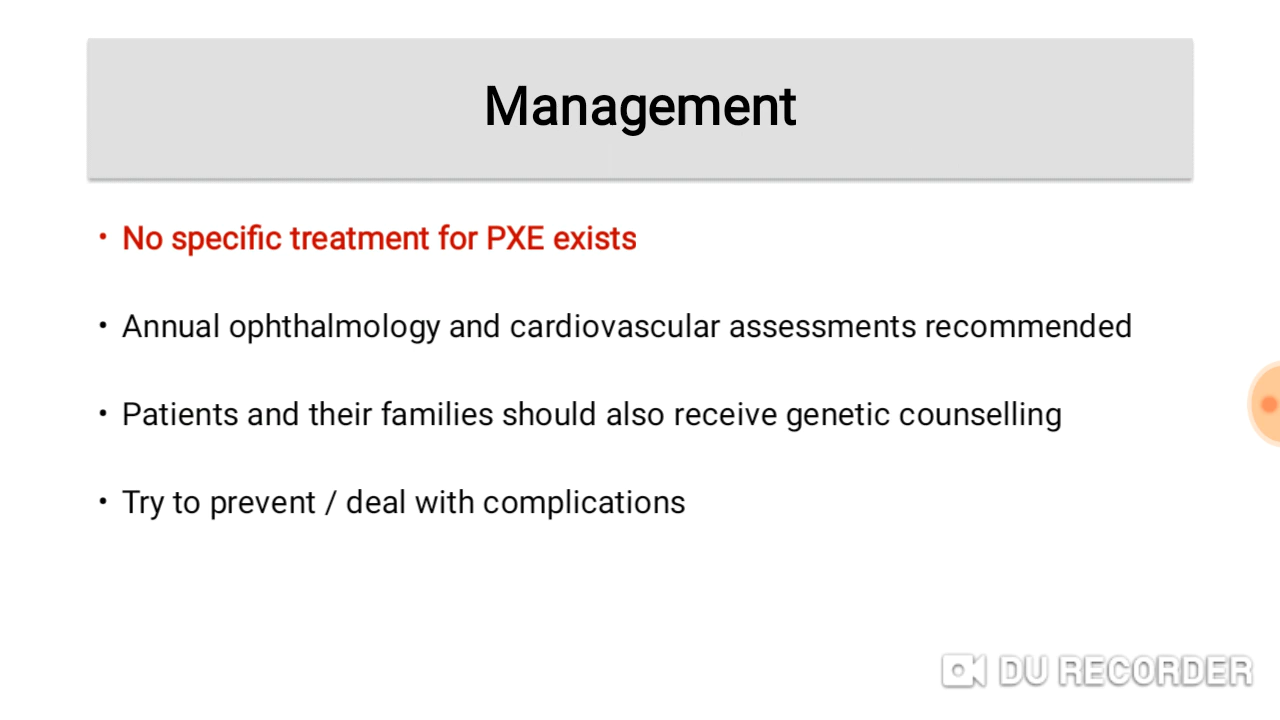 Management
• No specific treatment for PXE exists
• Annual ophthalmology and cardiovascular assessments recommended
• Patients and their families should also receive genetic counselling
• Try to prevent / deal with complications
DU RECORDER